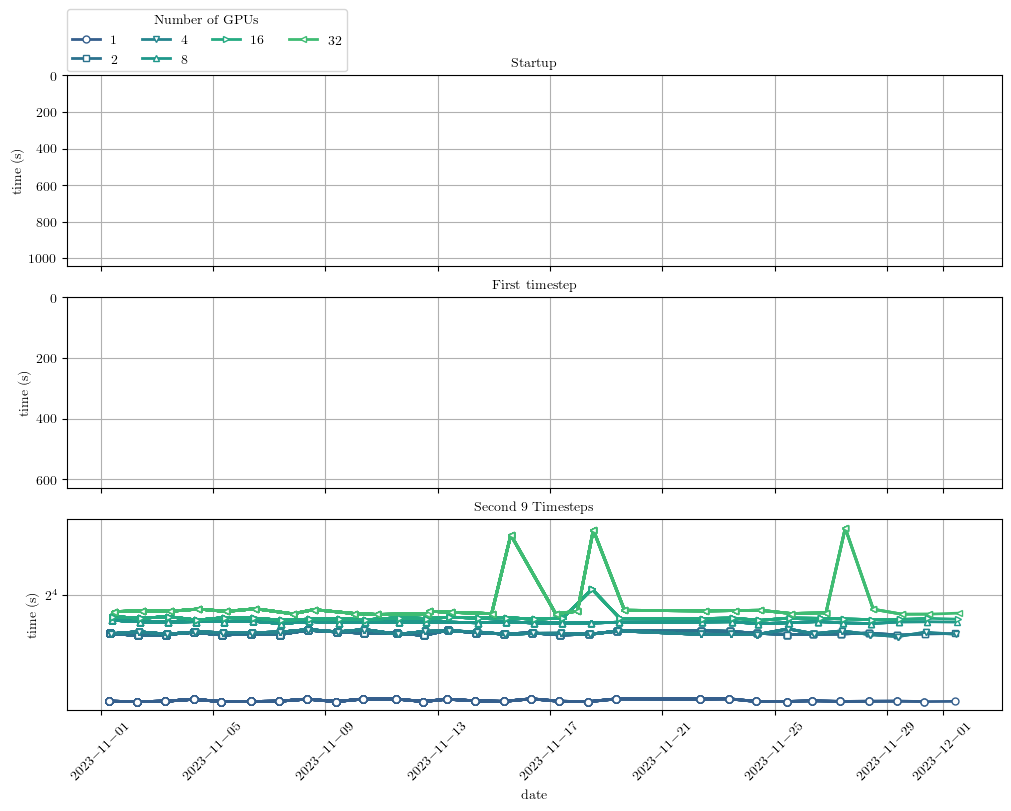 Number of GPUs
1 4 16 32
2 8
Startup
0
200
400
600
800
1000
time (s)
First timestep
0
200
400
600
time (s)
Second 9 Timesteps
2^4
time (s)
2023−11−01 2023−11−05 2023−11−09 2023−11−13 2023−11−17 2023−11−21 2023−11−25 2023−11−29 2023−12−01
date